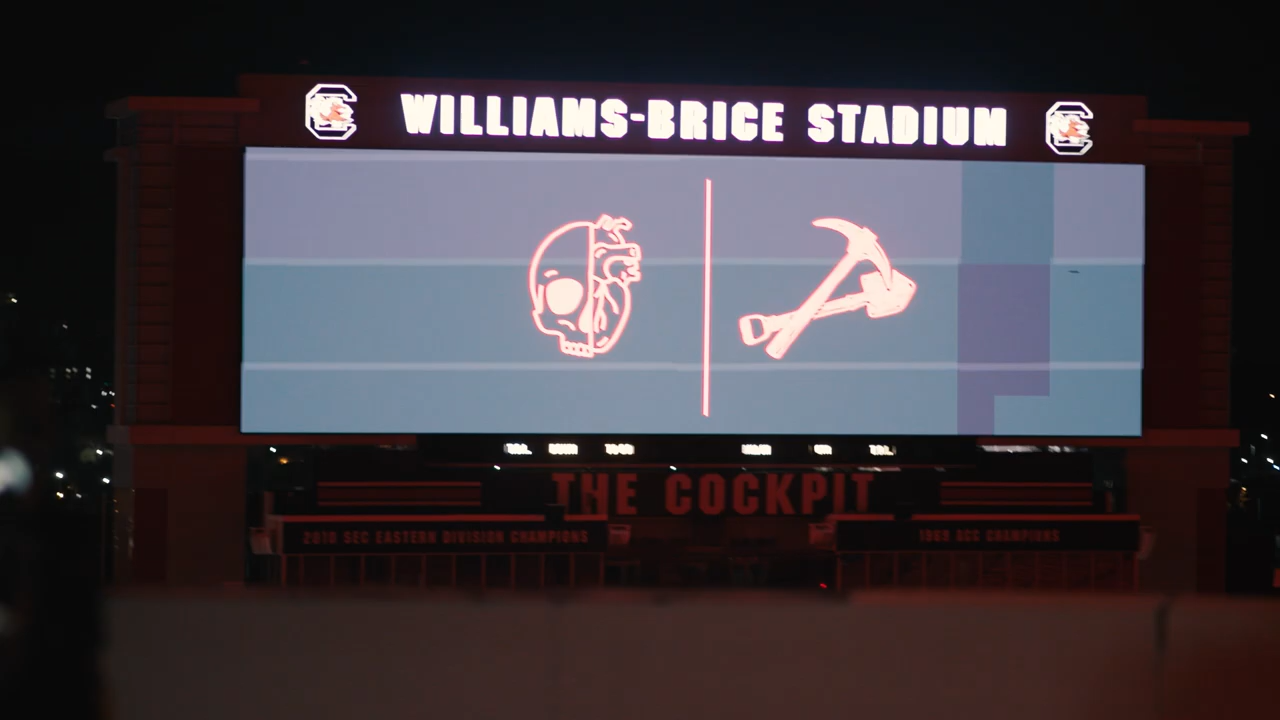 WILLIAMS-BRICE STADIUM
THE COCKPIT
2010 SEC EASTERN DIVISION CHAMPIONS
1969 ACC CHAMPIONS